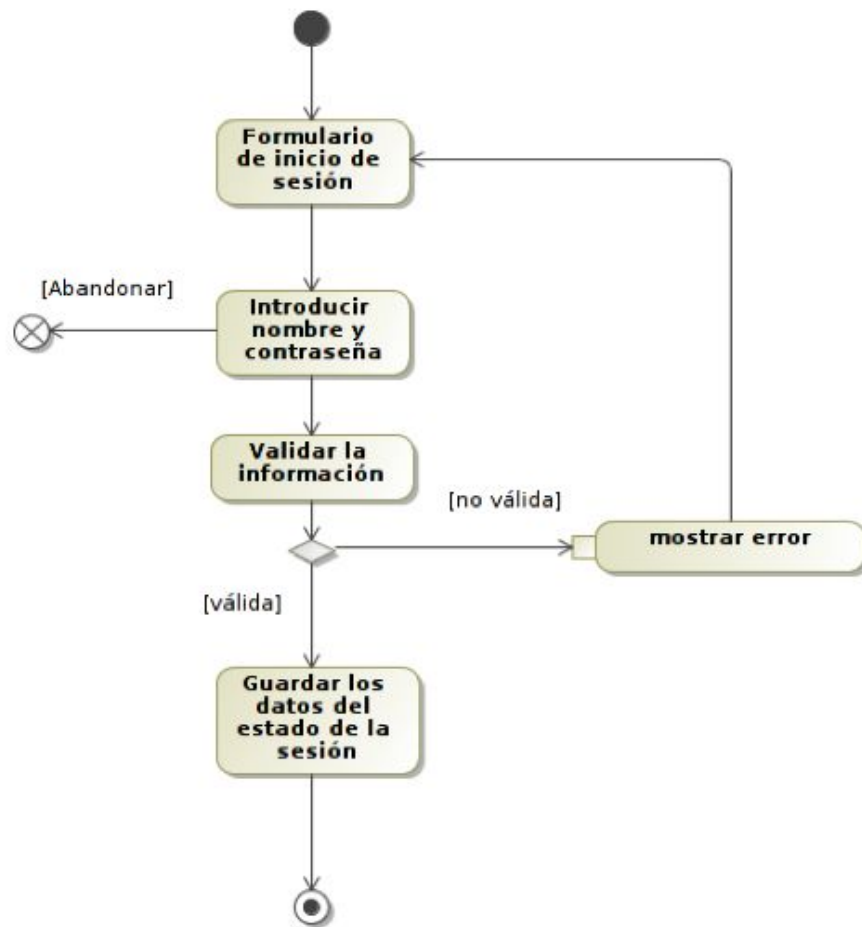 Formulario
de inicio de
sesión
[Abandonar]
Introducir
nombre y
contraseña
Validar la
información
[no válida]
mostrar error
[válida]
Guardar los
datos del
estado de la
sesión